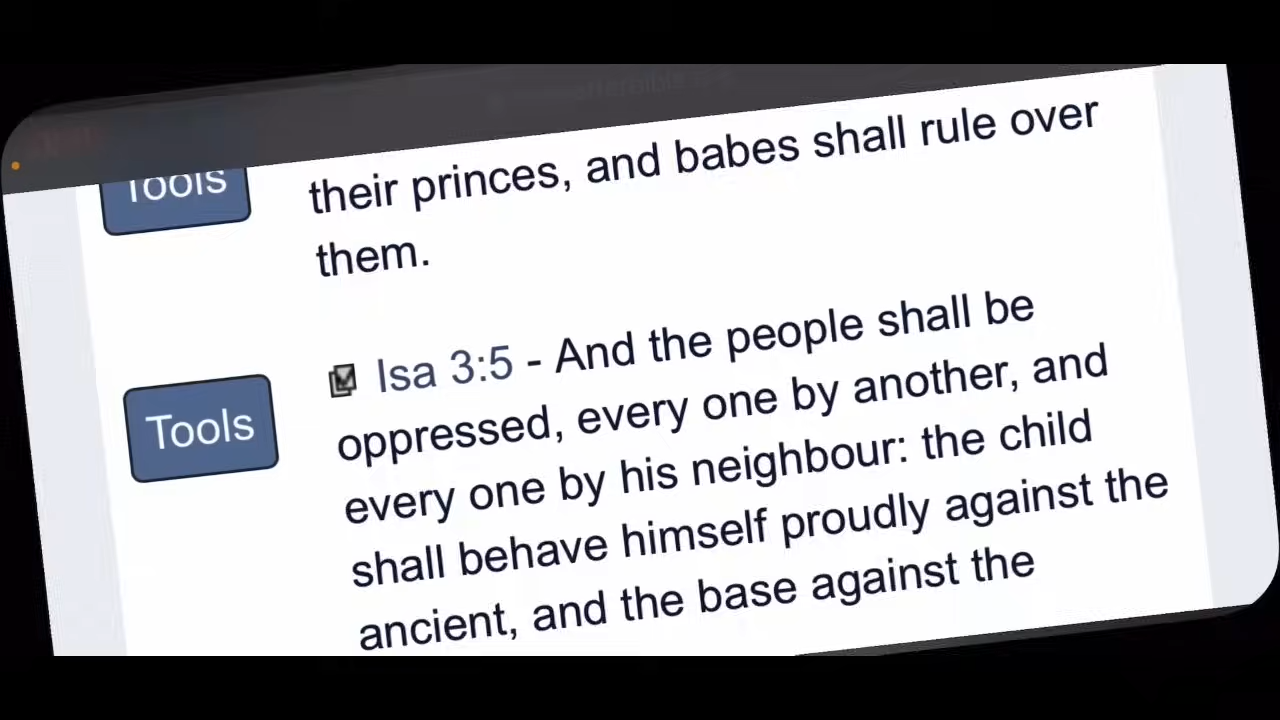 Tools
their princes, and babes shall rule over
them.
Tools
Isa 3:5 - And the people shall be
oppressed, every one by another, and
every one by his neighbour: the child
shall behave himself proudly against the
ancient, and the base against the